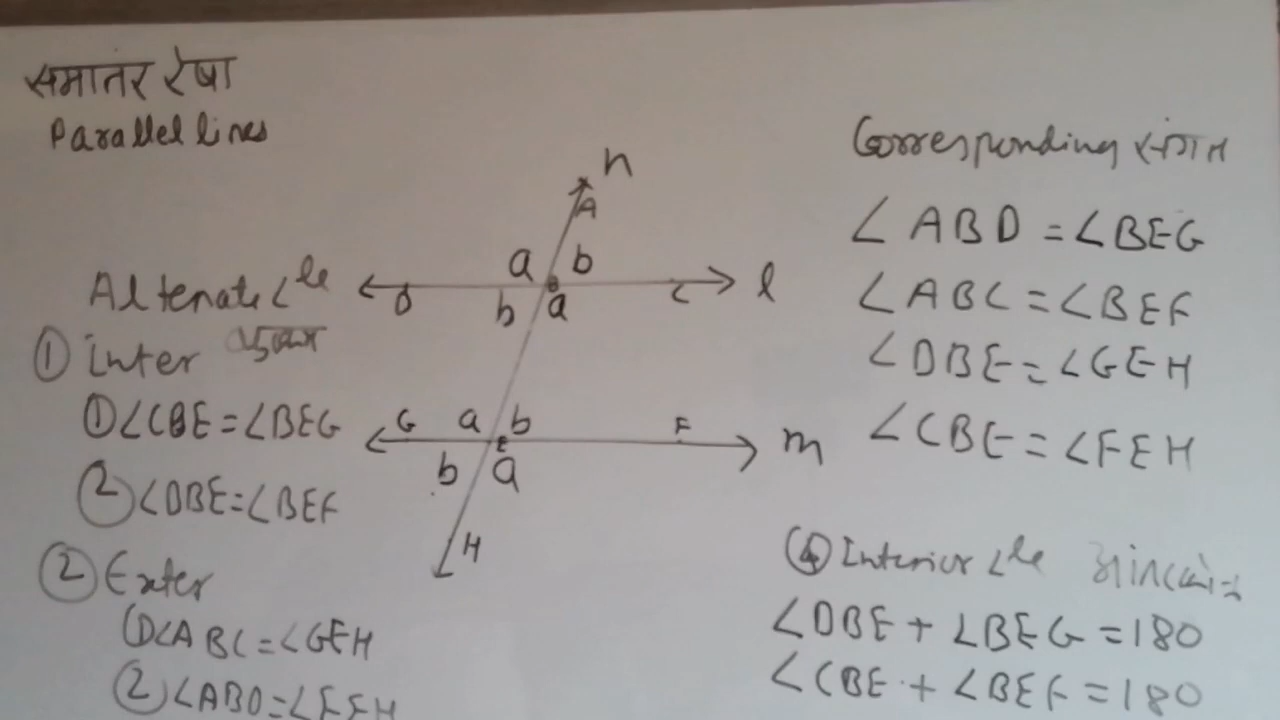 समातर रेषा
Parallel lines
n
A
a b
D
b a
C
l
G a b
E
F
m
b a
H
Altenate <le
① inter
① <CBE = <BEG
② <DBE = <BEF
② Exter
① <ABC = <GEH
② <ABD = <FEH
Corresponding संगत
∠ABD = ∠BEG
∠ABC = ∠BEF
∠DBE = ∠GEH
∠CBE = ∠FEH
④ Interior <le
∠DBE + ∠BEG = 180
∠CBE + ∠BEF = 180